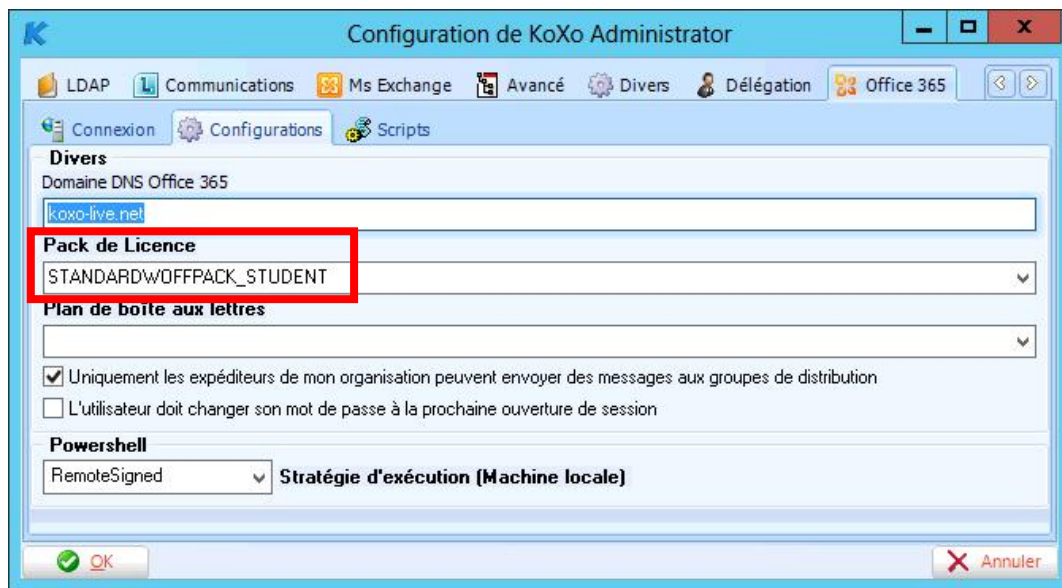 Configuration de KoXo Administrator
LDAP Communications Ms Exchange Avancé Divers Délégation Office 365
Connexion Configurations Scripts
Divers
Domaine DNS Office 365
koxo-live.net
Pack de Licence
STANDARDWOFFPACK_STUDENT
Plan de boîte aux lettres
Uniquement les expéditeurs de mon organisation peuvent envoyer des messages aux groupes de distribution
L'utilisateur doit changer son mot de passe à la prochaine ouverture de session
Powershell
RemoteSigned Stratégie d'exécution (Machine locale)
OK Annuler